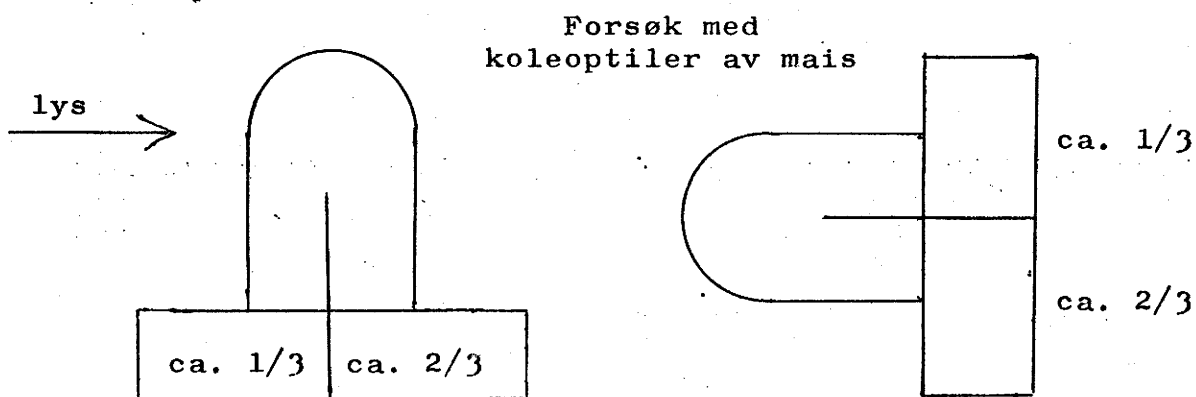 Forsøk med
koleoptiler av mais
lys
ca. 1/3
ca. 2/3
ca. 1/3 ca. 2/3